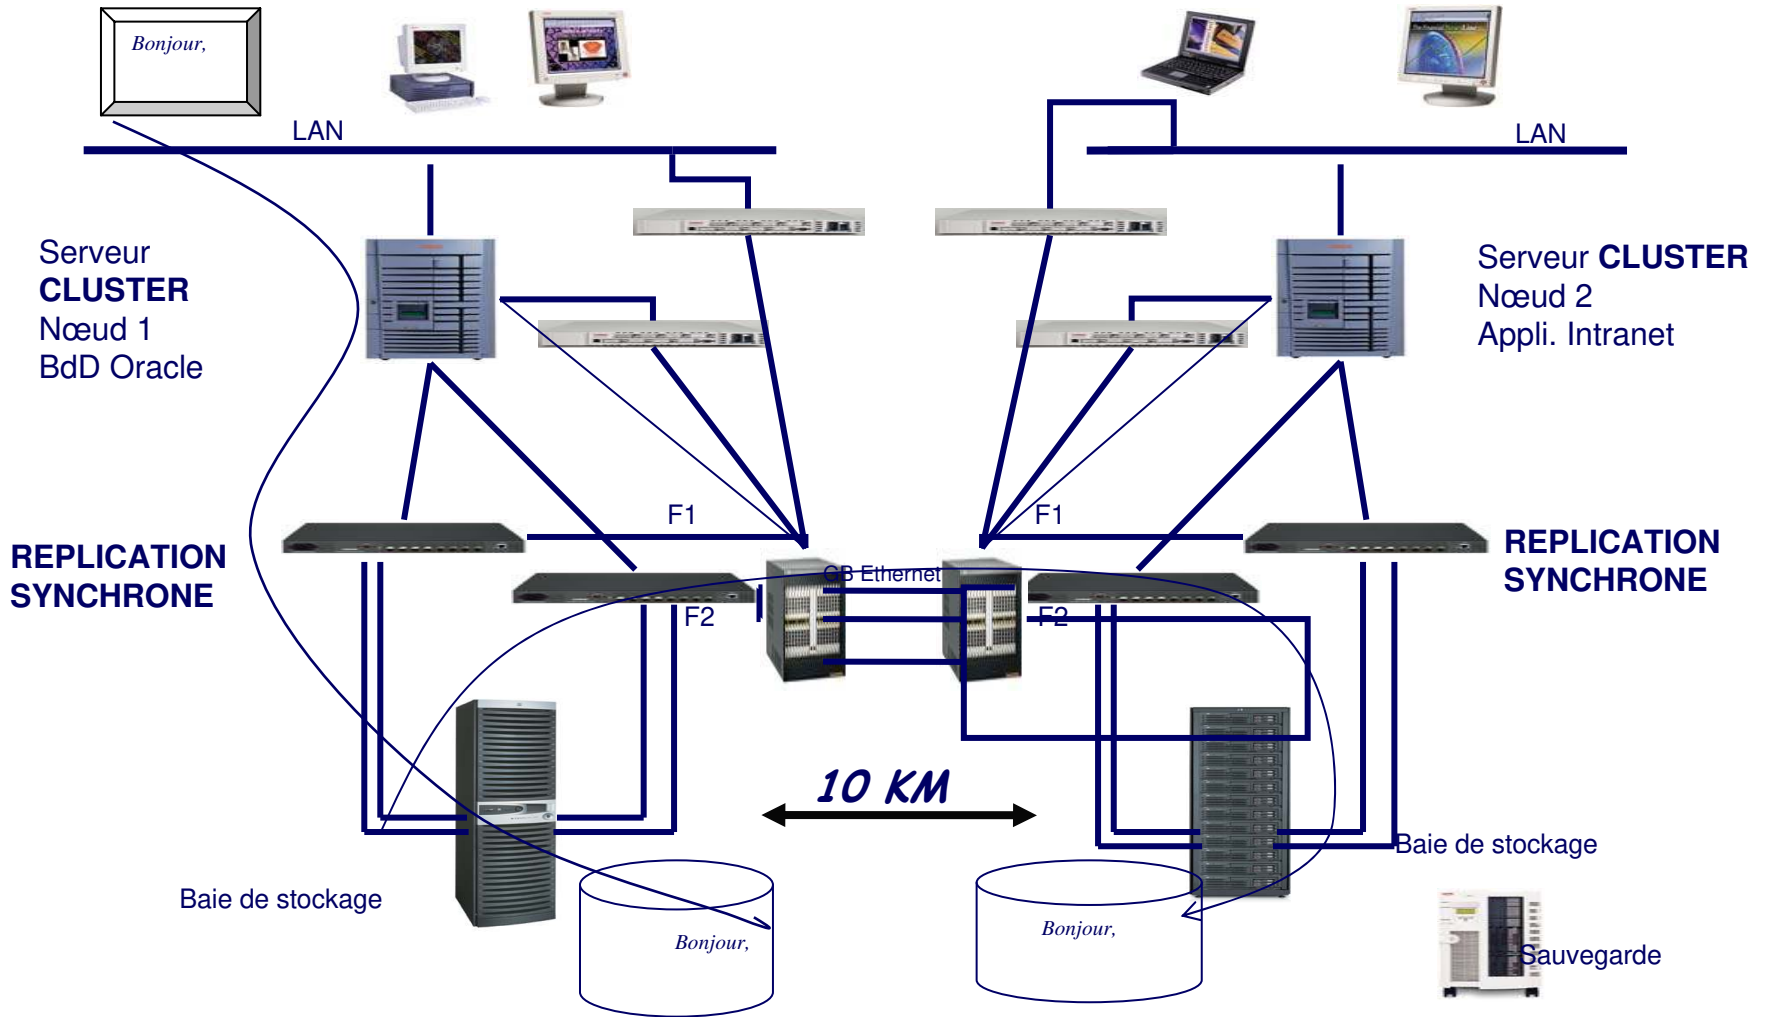 Bonjour,
LAN
LAN
Serveur
CLUSTER
Nœud 1
BdD Oracle
Serveur CLUSTER
Nœud 2
Appli. Intranet
F1
F1
REPLICATION
SYNCHRONE
GB Ethernet
REPLICATION
SYNCHRONE
F2
F2
10 KM
Baie de stockage
Baie de stockage
Bonjour,
Bonjour,
Sauvegarde